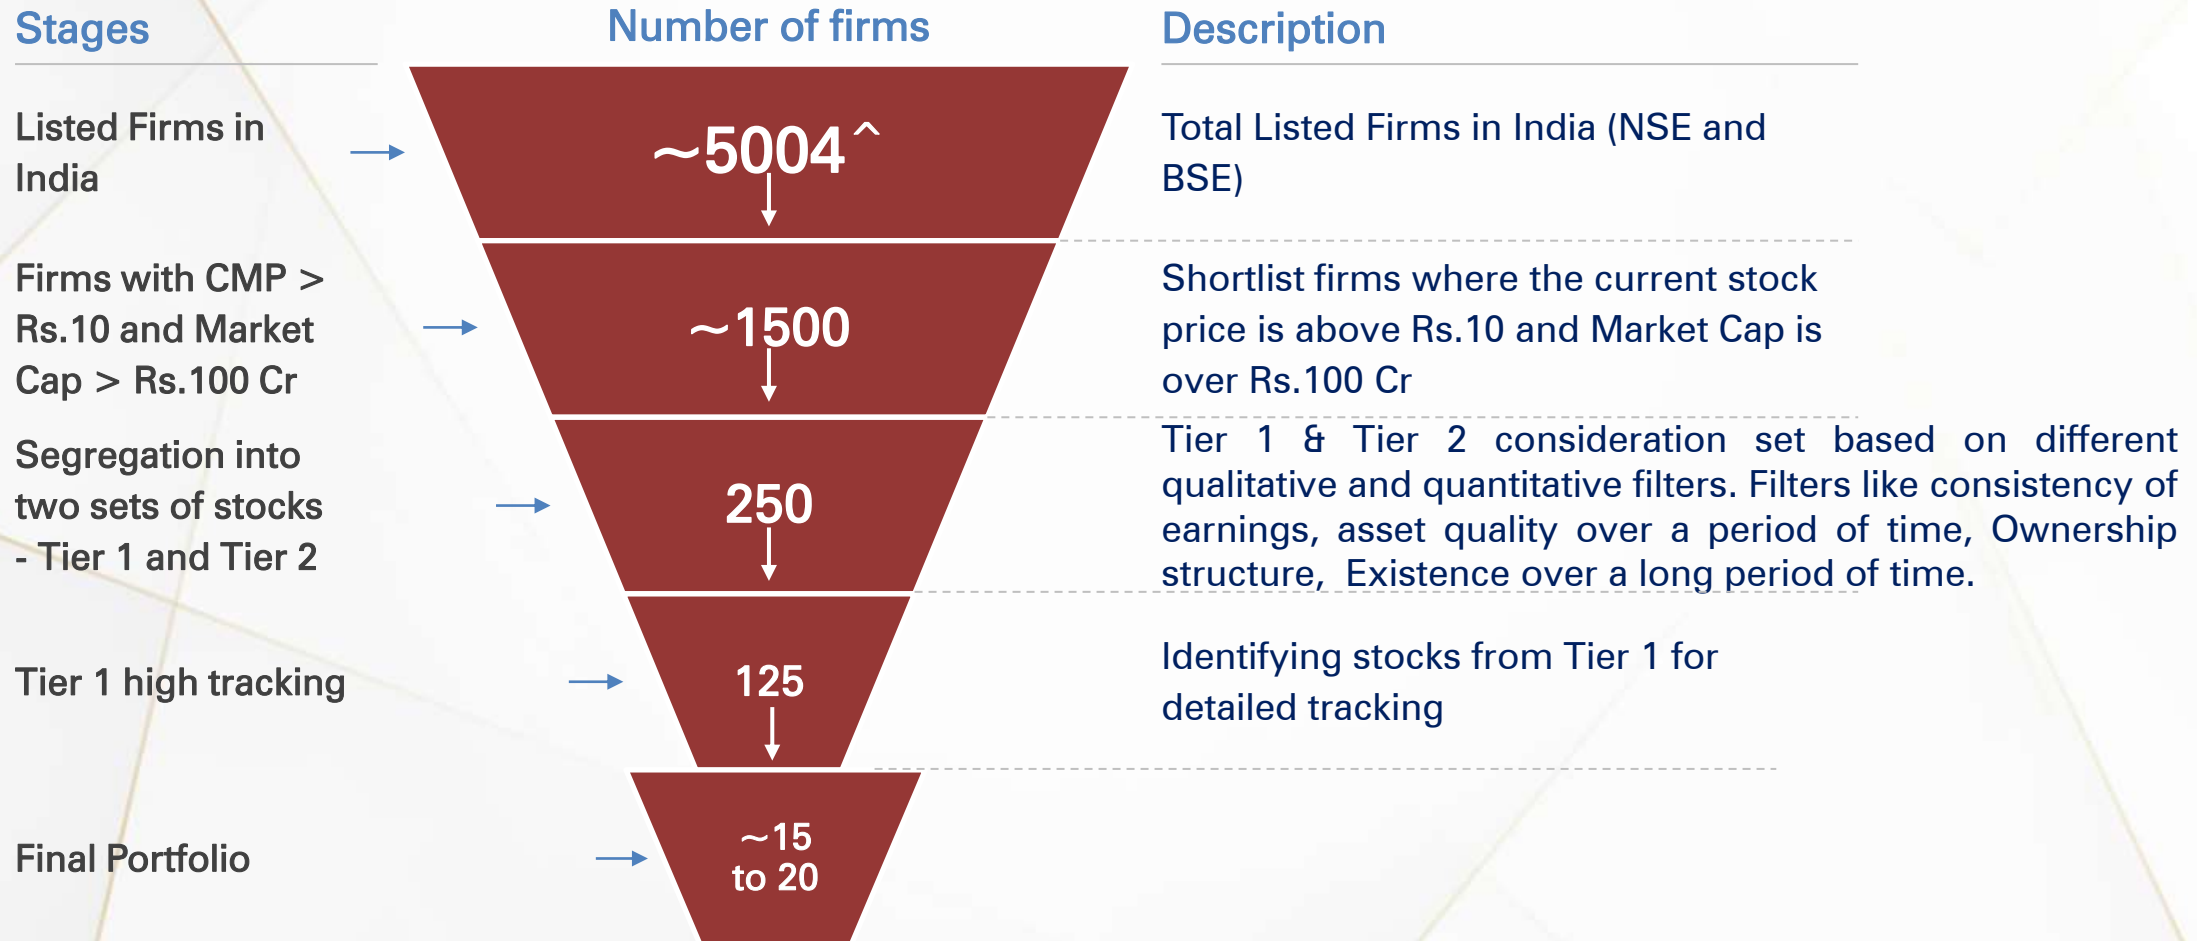 Stages
Number of firms
Description
Listed Firms in
India
~5004^
Total Listed Firms in India (NSE and
BSE)
Firms with CMP >
Rs.10 and Market
Cap > Rs.100 Cr
~1500
Shortlist firms where the current stock
price is above Rs.10 and Market Cap is
over Rs.100 Cr
Segregation into
two sets of stocks
- Tier 1 and Tier 2
250
Tier 1 & Tier 2 consideration set based on different
qualitative and quantitative filters. Filters like consistency of
earnings, asset quality over a period of time, Ownership
structure, Existence over a long period of time.
Tier 1 high tracking
125
Identifying stocks from Tier 1 for
detailed tracking
Final Portfolio
~15
to 20